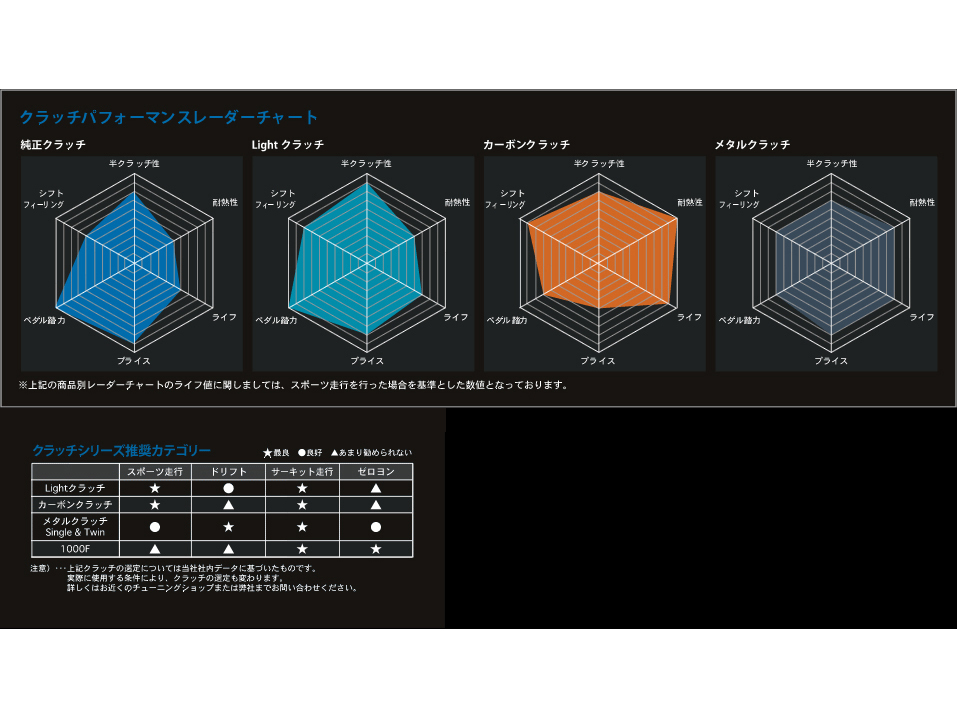 クラッチパフォーマンスレーダーチャート
純正クラッチ
半クラッチ性
シフト
フィーリング
耐熱性
ペダル踏力
ライフ
プライス
Light クラッチ
半クラッチ性
シフト
フィーリング
耐熱性
ペダル踏力
ライフ
プライス
カーボンクラッチ
半クラッチ性
シフト
フィーリング
耐熱性
ペダル踏力
ライフ
プライス
メタルクラッチ
半クラッチ性
シフト
フィーリング
耐熱性
ペダル踏力
ライフ
プライス
※上記の商品別レーダーチャートのライフ値に関しましては、スポーツ走行を行った場合を基準とした数値となっております。
クラッチシリーズ推奨カテゴリー
★最良 ●良好 ▲あまり勧められない
スポーツ走行 ドリフト サーキット走行 ゼロヨン
Lightクラッチ ★ ● ★ ▲
カーボンクラッチ ★ ▲ ★ ▲
メタルクラッチ
Single & Twin ● ★ ★ ●
1000F ▲ ▲ ★ ★
注意）･･･上記クラッチの選定については当社社内データに基づいたものです。
実際に使用する条件により、クラッチの選定も変わります。
詳しくはお近くのチューニングショップまたは弊社までお問い合わせください。